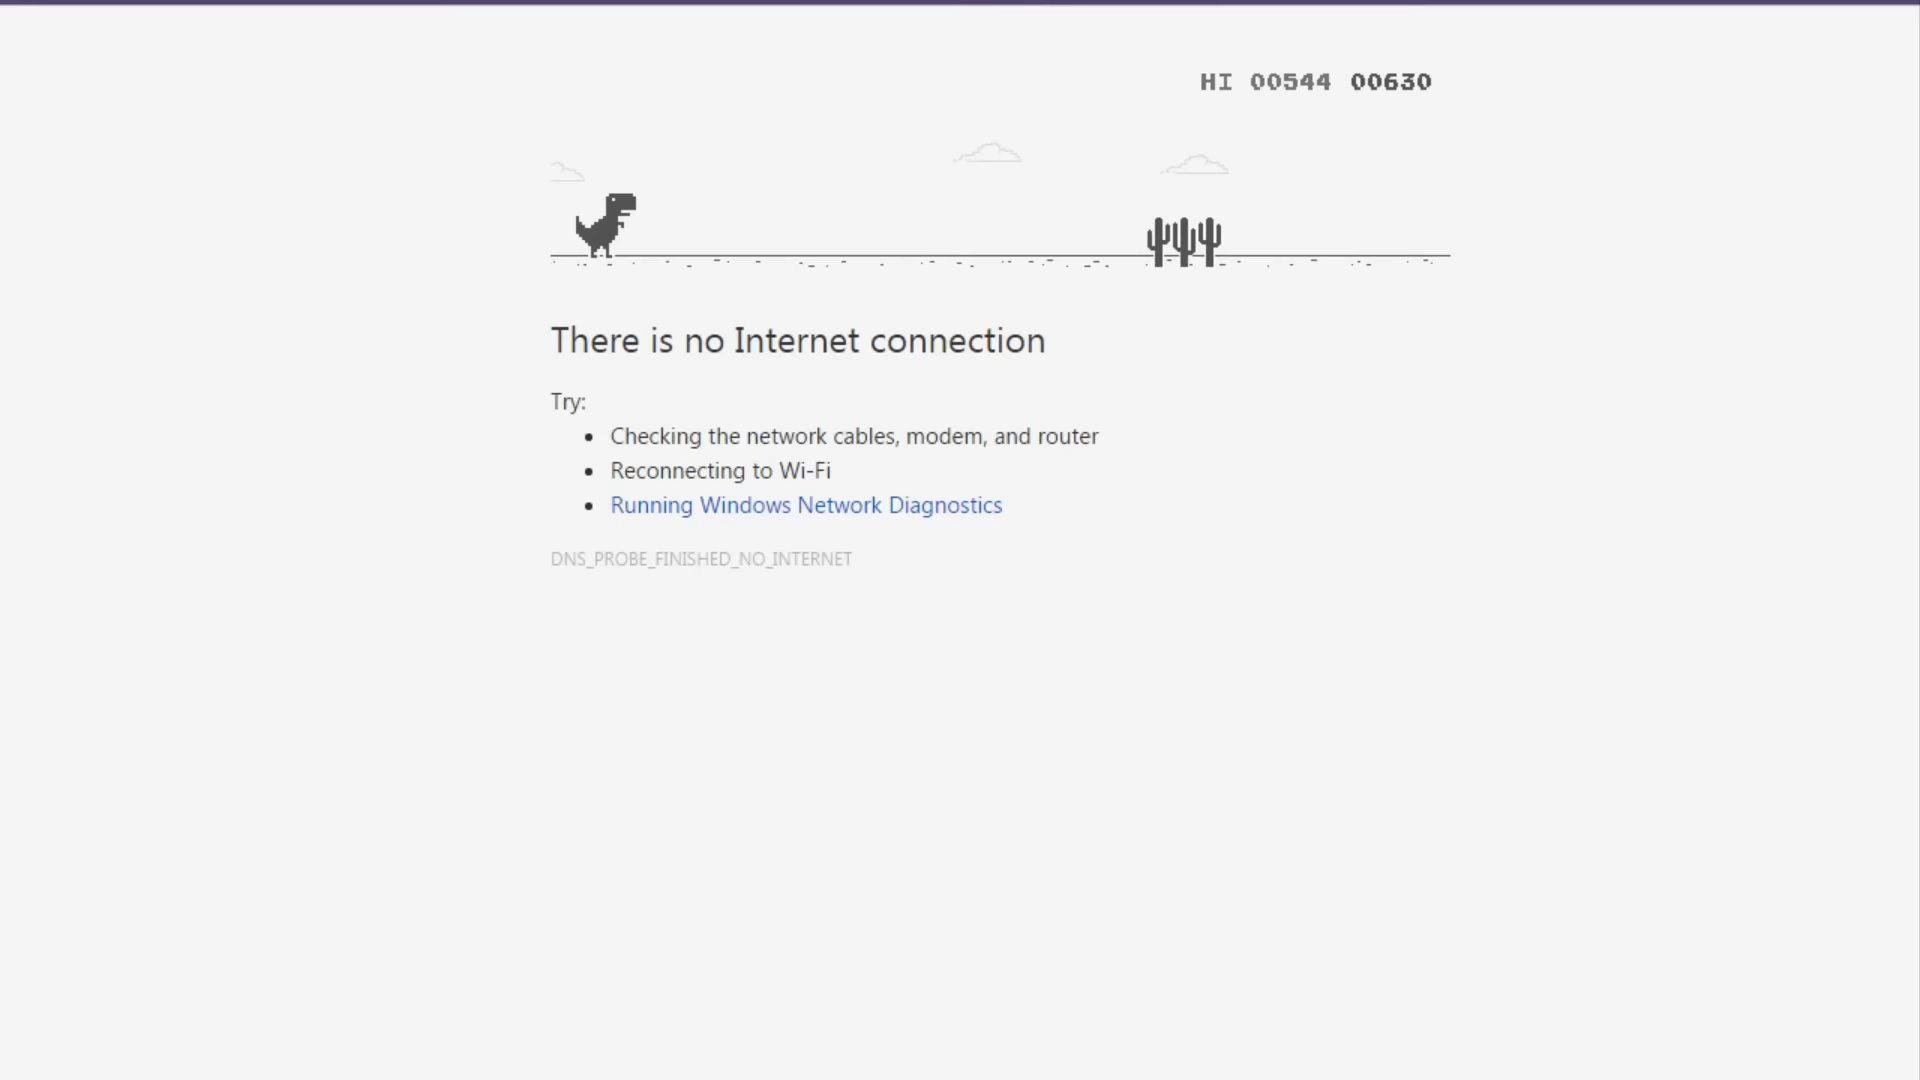 HI 00544 00630
There is no Internet connection
Try:
Checking the network cables, modem, and router
Reconnecting to Wi-Fi
Running Windows Network Diagnostics
DNS_PROBE_FINISHED_NO_INTERNET